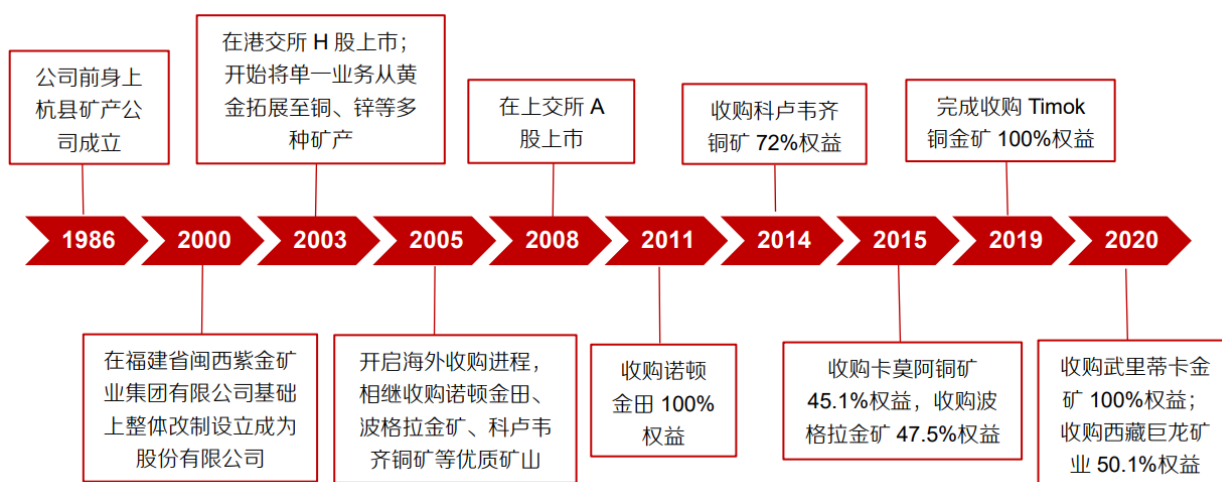 公司前身上
杭县矿产公
司成立
在港交所 H 股上市；
开始将单一业务从黄
金拓展至铜、锌等多
种矿产
在上交所 A
股上市
收购科卢韦齐
铜矿 72%权益
完成收购 Timok
铜金矿 100%权益
1986
2000
2003
2005
2008
2011
2014
2015
2019
2020
在福建省闽西紫金矿
业集团有限公司基础
上整体改制设立成为
股份有限公司
开启海外收购进程，
相继收购诺顿金田、
波格拉金矿、科卢韦
齐铜矿等优质矿山
收购诺顿
金田 100%
权益
收购卡莫阿铜矿
45.1%权益，收购波
格拉金矿 47.5%权益
收购武里蒂卡金
矿 100%权益；
收购西藏巨龙矿
业 50.1%权益